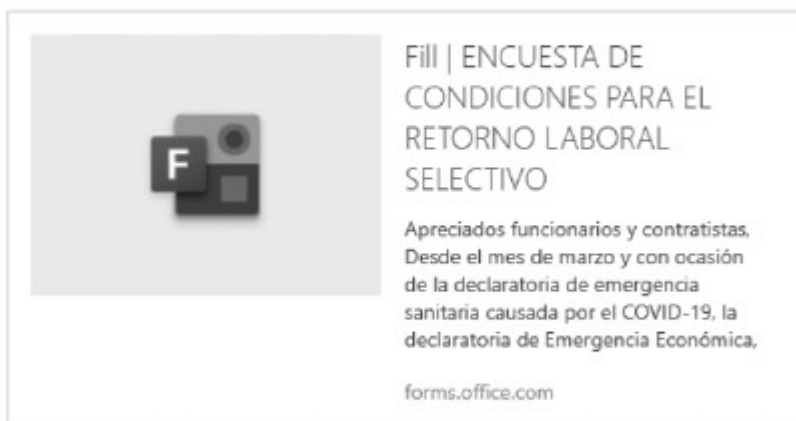 F
Fill | ENCUESTA DE
CONDICIONES PARA EL
RETORNO LABORAL
SELECTIVO
Apreciados funcionarios y contratistas,
Desde el mes de marzo y con ocasión
de la declaratoria de emergencia
sanitaria causada por el COVID-19, la
declaratoria de Emergencia Económica,
forms.office.com